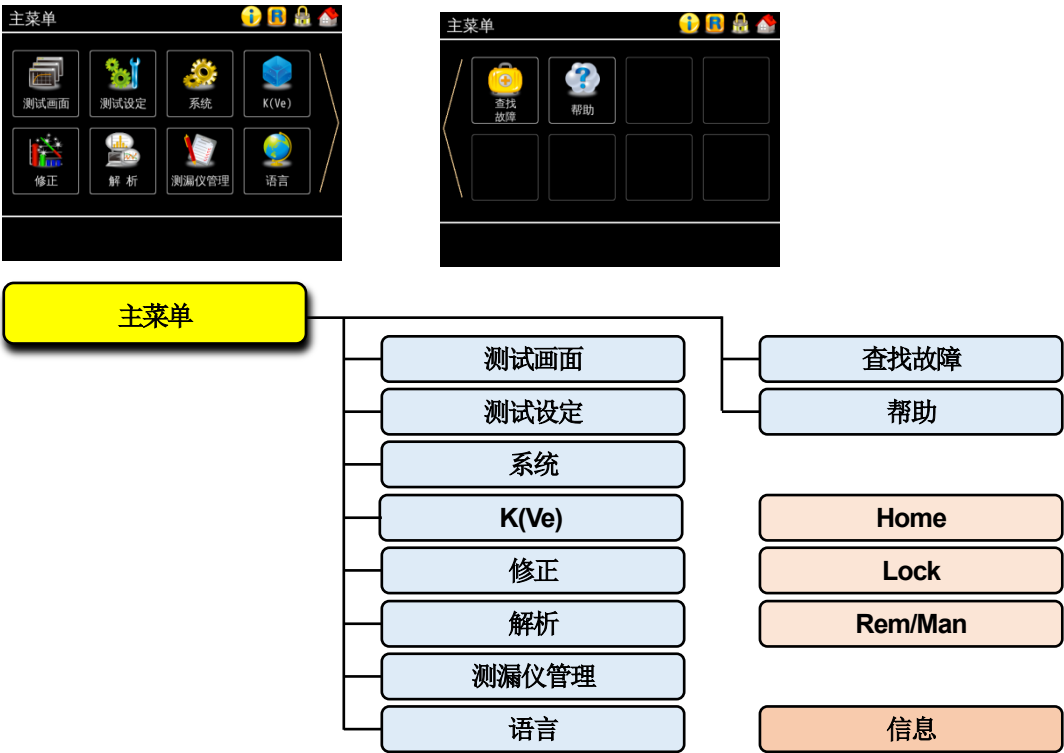 主菜单
R
测试画面
测试设定
系统
K(Ve)
修正
解 析
测漏仪管理
语言
主菜单
R
查找
故障
帮助
主菜单
测试画面
测试设定
系统
K(Ve)
修正
解析
测漏仪管理
语言
查找故障
帮助
Home
Lock
Rem/Man
信息